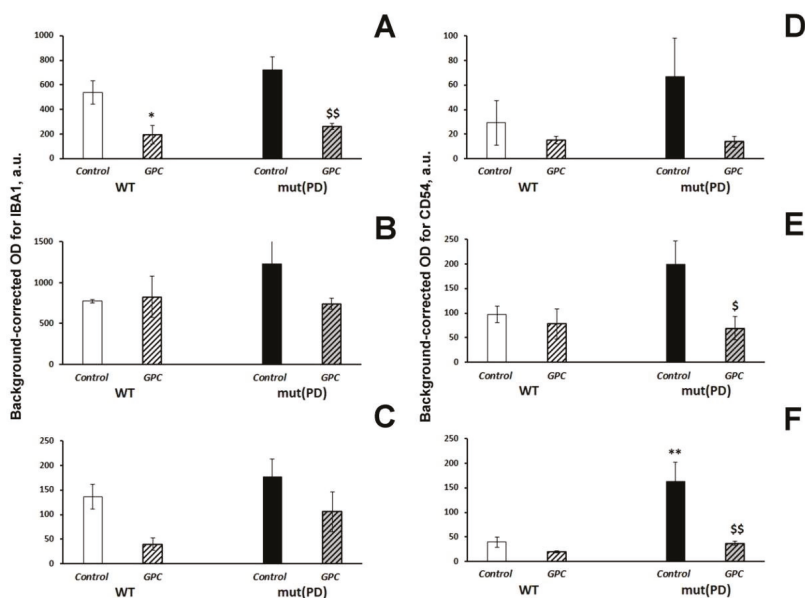 A
Background-corrected OD for IBA1, a.u.
1000
800
600
400
200
0
*
$$
Control GPC Control GPC
WT mut(PD)
B
1500
1000
500
0
Control GPC Control GPC
WT mut(PD)
C
250
200
150
100
50
0
Control GPC Control GPC
WT mut(PD)
D
Background-corrected OD for CD54, a.u.
100
80
60
40
20
0
Control GPC Control GPC
WT mut(PD)
E
250
200
150
100
50
0
$
Control GPC Control GPC
WT mut(PD)
F
250
200
150
100
50
0
**
$$
Control GPC Control GPC
WT mut(PD)